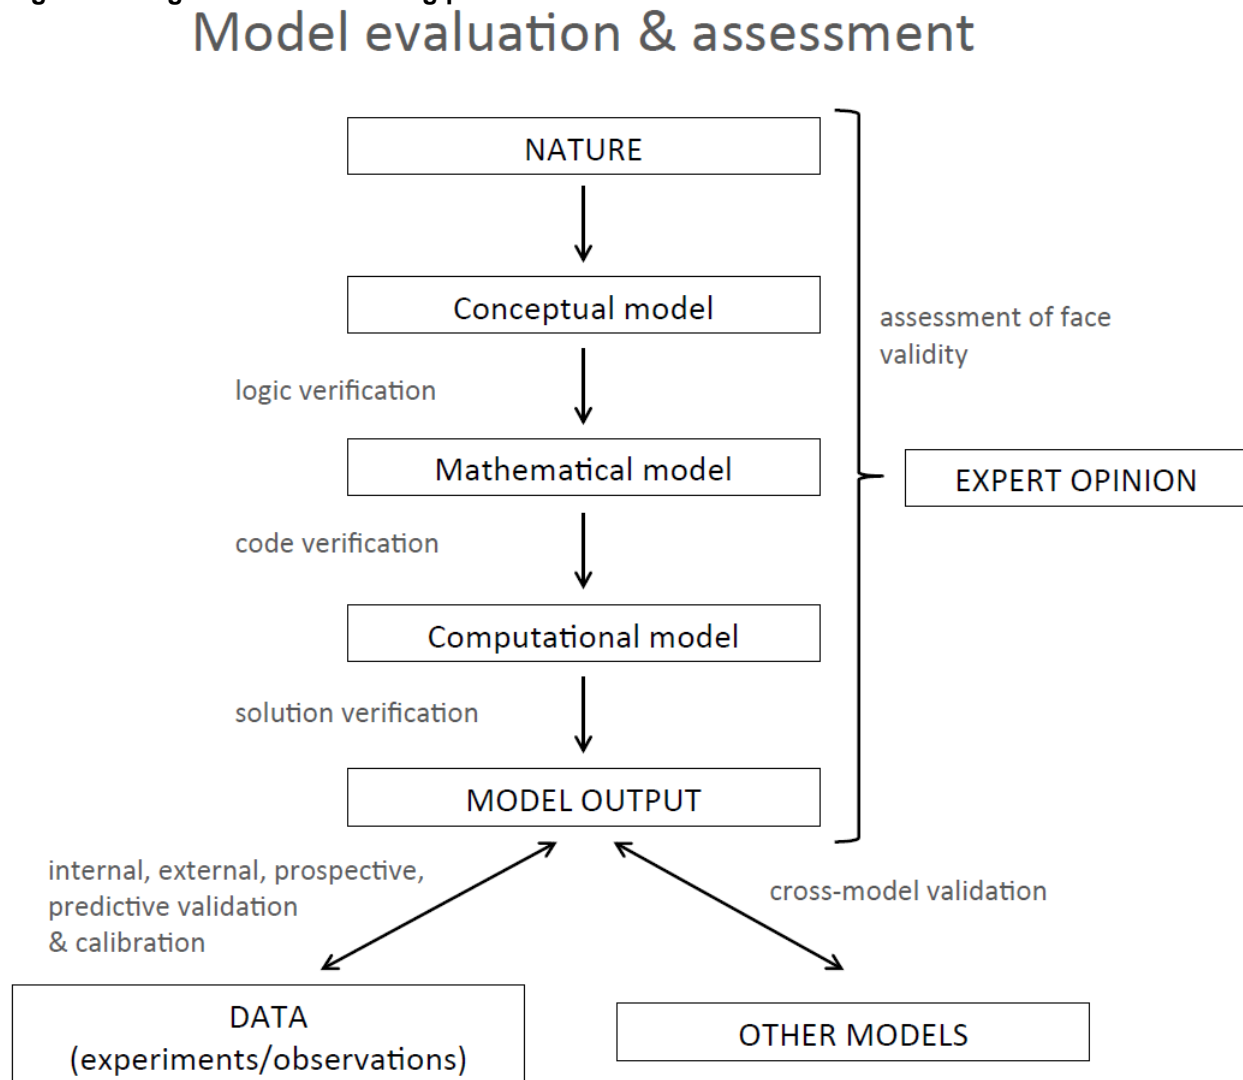 Model evaluation & assessment
NATURE
Conceptual model
assessment of face
validity
logic verification
Mathematical model
EXPERT OPINION
code verification
Computational model
solution verification
MODEL OUTPUT
internal, external, prospective,
predictive validation
& calibration
cross-model validation
DATA
(experiments/observations)
OTHER MODELS